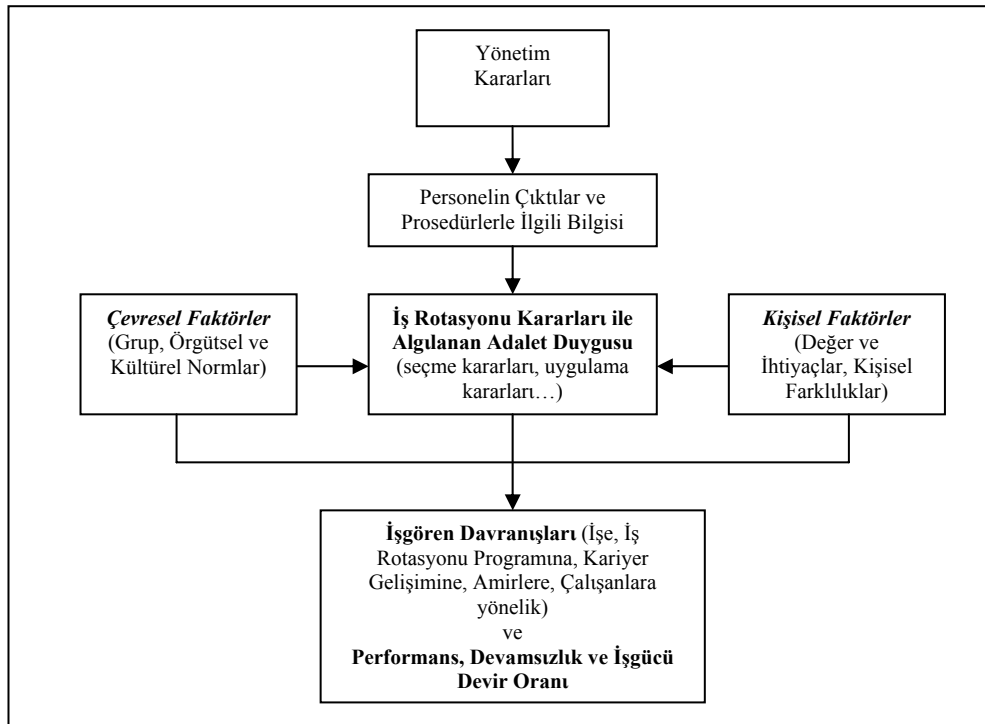 Yönetim
Kararları
Personelin Çıktılar ve
Prosedürlerle İlgili Bilgisi
Çevresel Faktörler
(Grup, Örgütsel ve
Kültürel Normlar)
İş Rotasyonu Kararları ile
Algılanan Adalet Duygusu
(seçme kararları, uygulama
kararları…)
Kişisel Faktörler
(Değer ve
İhtiyaçlar, Kişisel
Farklılıklar)
İşgören Davranışları (İşe, İş
Rotasyonu Programına, Kariyer
Gelişimine, Amirlere, Çalışanlara
yönelik)
ve
Performans, Devamsızlık ve İşgücü
Devir Oranı